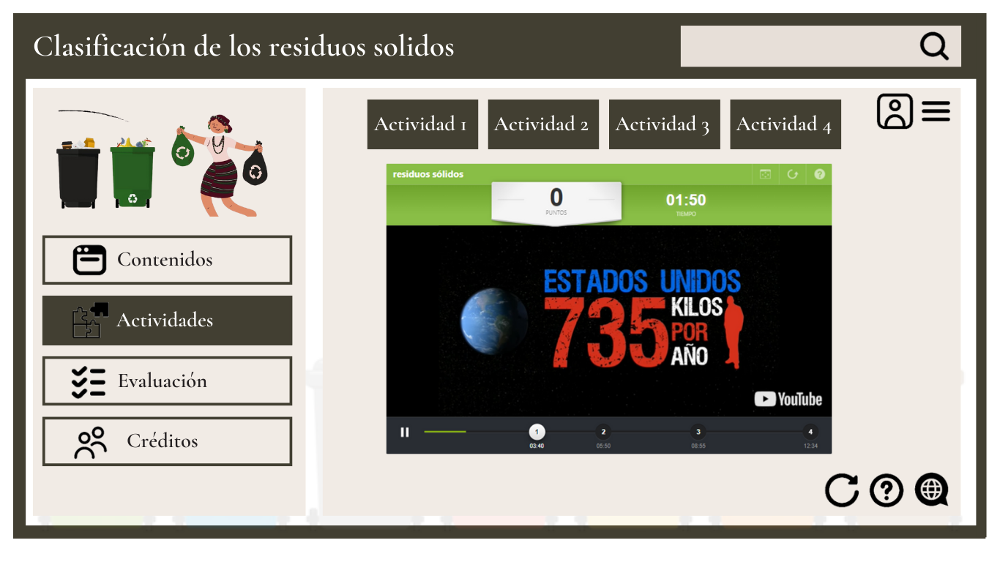 Clasificación de los residuos solidos
Actividad 1
Actividad 2
Actividad 3
Actividad 4
Contenidos
Actividades
Evaluación
Créditos
residuos sólidos
?
0
PUNTOS
01:50
TIEMPO
ESTADOS UNIDOS
735
KILOS
POR
AÑO
YouTube
1
2
3
4
03:40
05:50
08:55
12:34
?